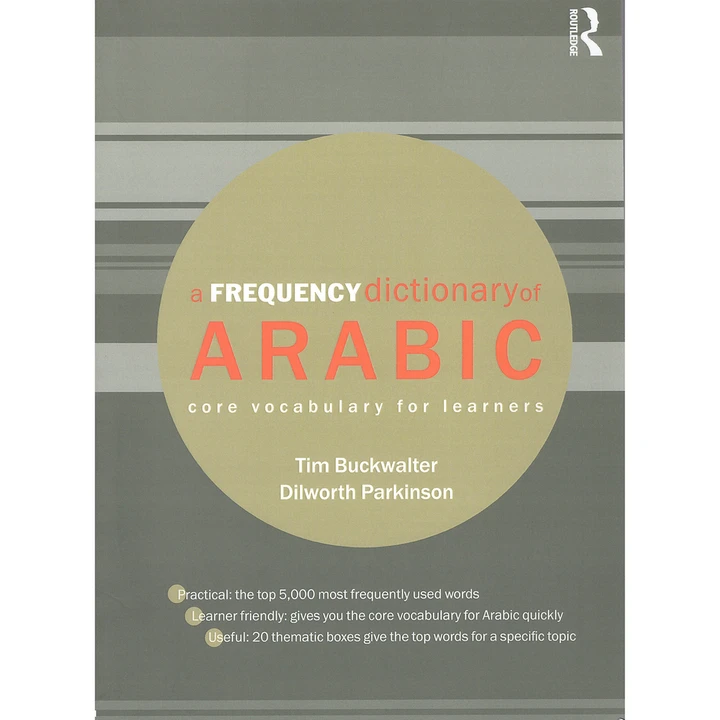 ROUTLEDGE
a FREQUENCY dictionary of
ARABIC
core vocabulary for learners
Tim Buckwalter
Dilworth Parkinson
Practical: the top 5,000 most frequently used words
Learner friendly: gives you the core vocabulary for Arabic quickly
Useful: 20 thematic boxes give the top words for a specific topic